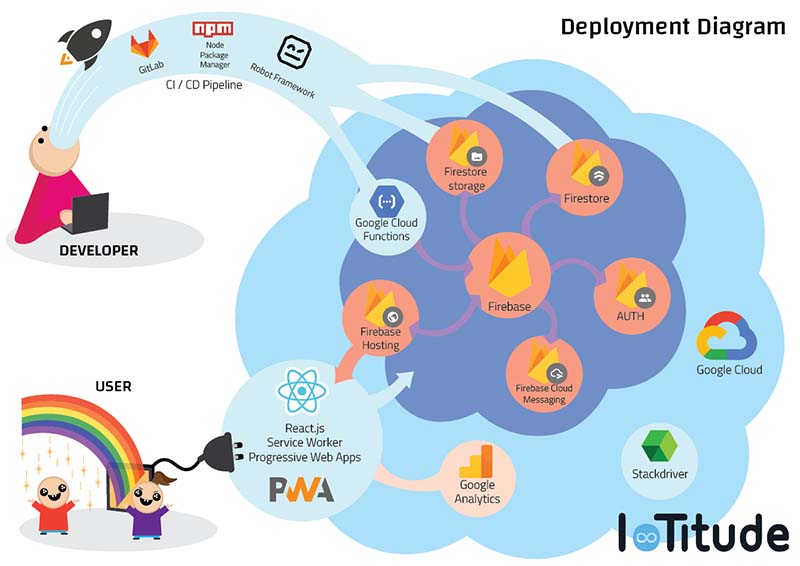 Deployment Diagram
GitLab
npm
Node
Package
Manager
Robot Framework
CI / CD Pipeline
DEVELOPER
Firestore
storage
Firestore
Google Cloud
Functions
Firebase
AUTH
Firebase
Hosting
Firebase Cloud
Messaging
Google Cloud
USER
React.js
Service Worker
Progressive Web Apps
PWA
Google
Analytics
Stackdriver
IoTitude